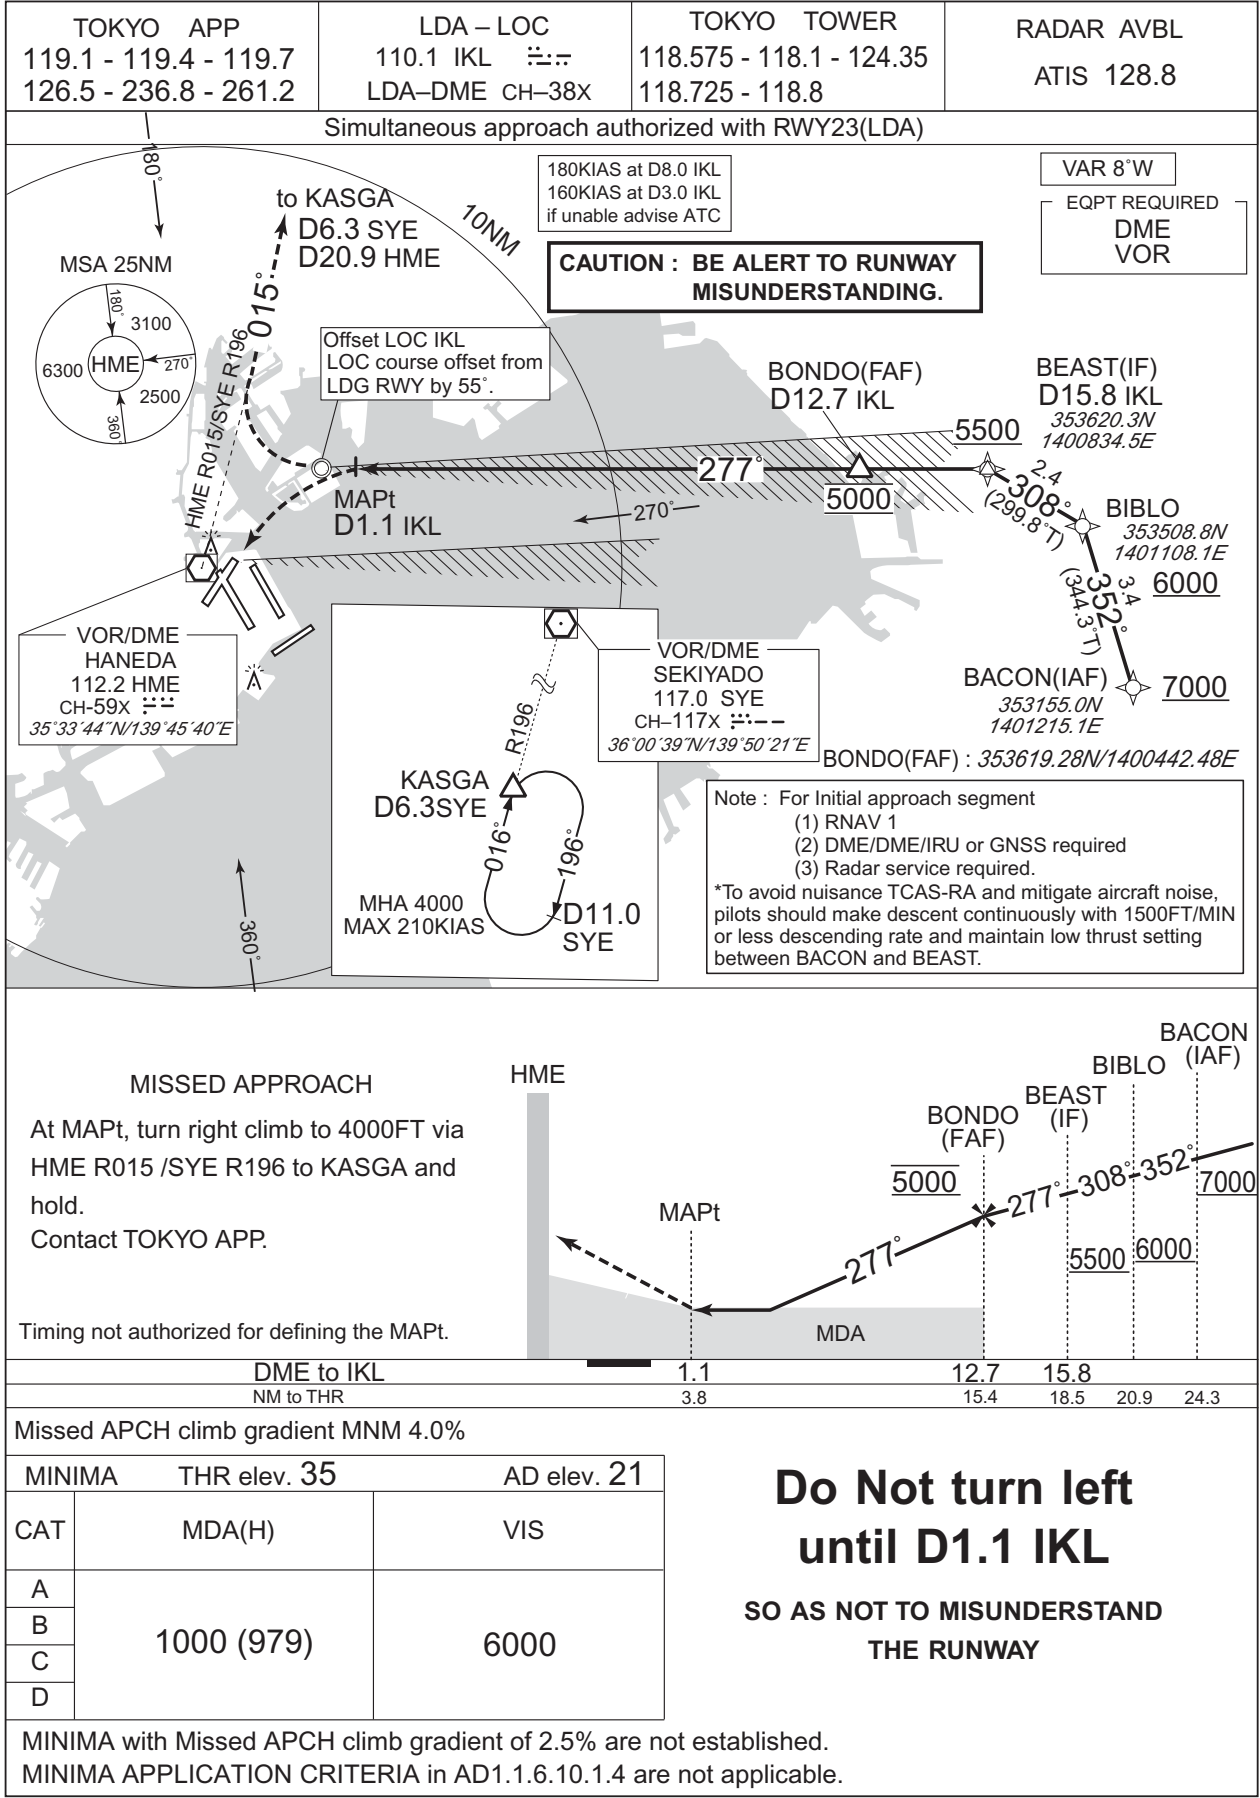 TOKYO APP
119.1 - 119.4 - 119.7
126.5 - 236.8 - 261.2
LDA – LOC
110.1 IKL
LDA–DME CH–38X
TOKYO TOWER
118.575 - 118.1 - 124.35
118.725 - 118.8
RADAR AVBL
ATIS 128.8
Simultaneous approach authorized with RWY23(LDA)
180°
to KASGA
D6.3 SYE
D20.9 HME
10NM
180KIAS at D8.0 IKL
160KIAS at D3.0 IKL
if unable advise ATC
VAR 8°W
EQPT REQUIRED
DME
VOR
CAUTION : BE ALERT TO RUNWAY
MISUNDERSTANDING.
MSA 25NM
180°
3100
HME
270°
6300
2500
360°
015°
HME R015/SYE R196
Offset LOC IKL
LOC course offset from
LDG RWY by 55°.
BONDO(FAF)
D12.7 IKL
BEAST(IF)
D15.8 IKL
353620.3N
1400834.5E
5500
277°
5000
2.4
308°
(299.8°T)
MAPt
D1.1 IKL
270°
BIBLO
353508.8N
1401108.1E
6000
3.4
352°
(344.3°T)
BACON(IAF)
353155.0N
1401215.1E
7000
VOR/DME
HANEDA
112.2 HME
CH-59X
35°33′44″N/139°45′40″E
VOR/DME
SEKIYADO
117.0 SYE
CH–117X
36°00′39″N/139°50′21″E
BONDO(FAF) : 353619.28N/1400442.48E
R196
KASGA
D6.3SYE
016°
196°
MHA 4000
MAX 210KIAS
D11.0
SYE
360°
Note : For Initial approach segment
(1) RNAV 1
(2) DME/DME/IRU or GNSS required
(3) Radar service required.
*To avoid nuisance TCAS-RA and mitigate aircraft noise,
pilots should make descent continuously with 1500FT/MIN
or less descending rate and maintain low thrust setting
between BACON and BEAST.
MISSED APPROACH
At MAPt, turn right climb to 4000FT via
HME R015 /SYE R196 to KASGA and
hold.
Contact TOKYO APP.
Timing not authorized for defining the MAPt.
HME
MAPt
BONDO
(FAF)
BEAST
(IF)
BIBLO
BACON
(IAF)
5000
277°
277°
308°
352°
7000
5500
6000
MDA
DME to IKL 1.1 12.7 15.8
NM to THR 3.8 15.4 18.5 20.9 24.3
Missed APCH climb gradient MNM 4.0%
MINIMA THR elev. 35 AD elev. 21
CAT MDA(H) VIS
A
B
C
D
1000 (979) 6000
Do Not turn left
until D1.1 IKL
SO AS NOT TO MISUNDERSTAND
THE RUNWAY
MINIMA with Missed APCH climb gradient of 2.5% are not established.
MINIMA APPLICATION CRITERIA in AD1.1.6.10.1.4 are not applicable.